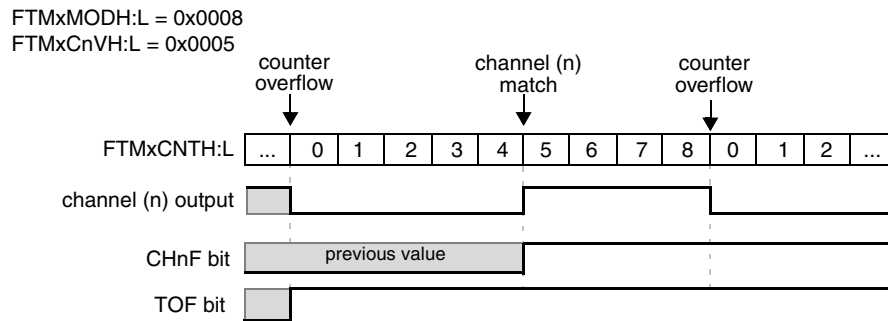 FTMxMODH:L = 0x0008
FTMxCnVH:L = 0x0005
counter overflow
channel (n) match
counter overflow
FTMxCNTH:L ... 0 1 2 3 4 5 6 7 8 0 1 2 ...
channel (n) output
CHnF bit previous value
TOF bit